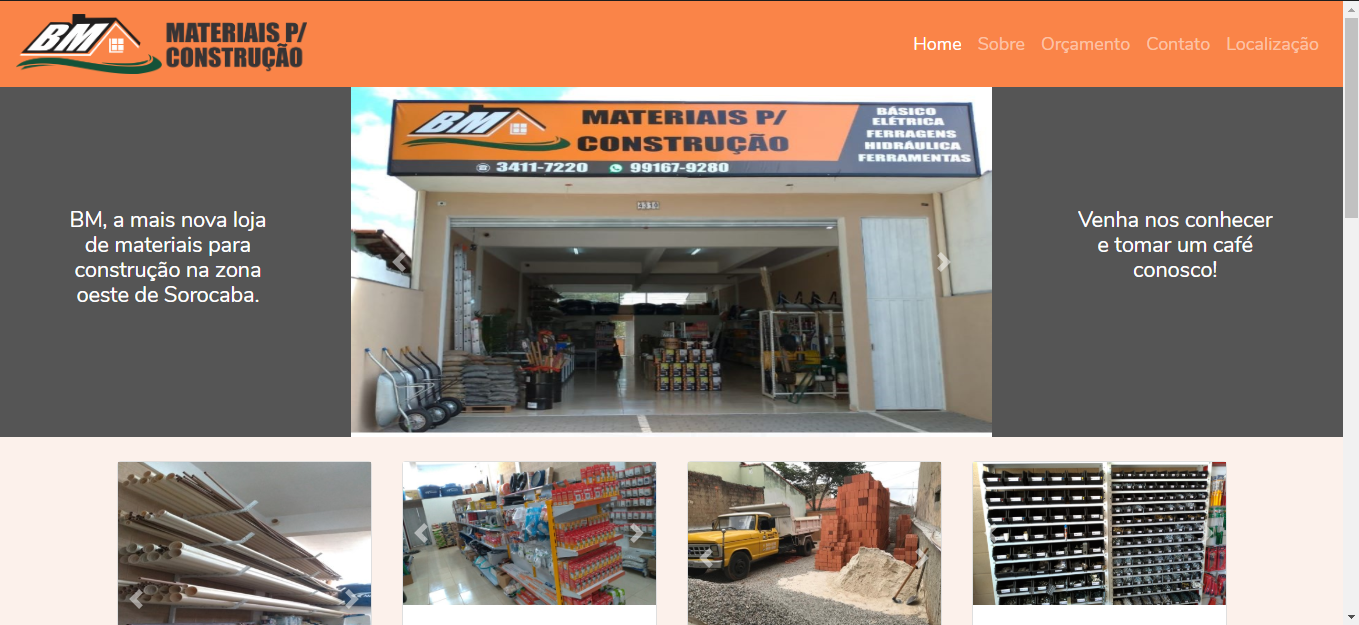 BM
MATERIAIS P/
CONSTRUÇÃO
Home Sobre Orçamento Contato Localização
BM
MATERIAIS P/
CONSTRUÇÃO
3411-7220 99167-9280
BÁSICO
ELÉTRICA
FERRAGENS
HIDRÁULICA
FERRAMENTAS
BM, a mais nova loja
de materiais para
construção na zona
oeste de Sorocaba.
Venha nos conhecer
e tomar um café
conosco!